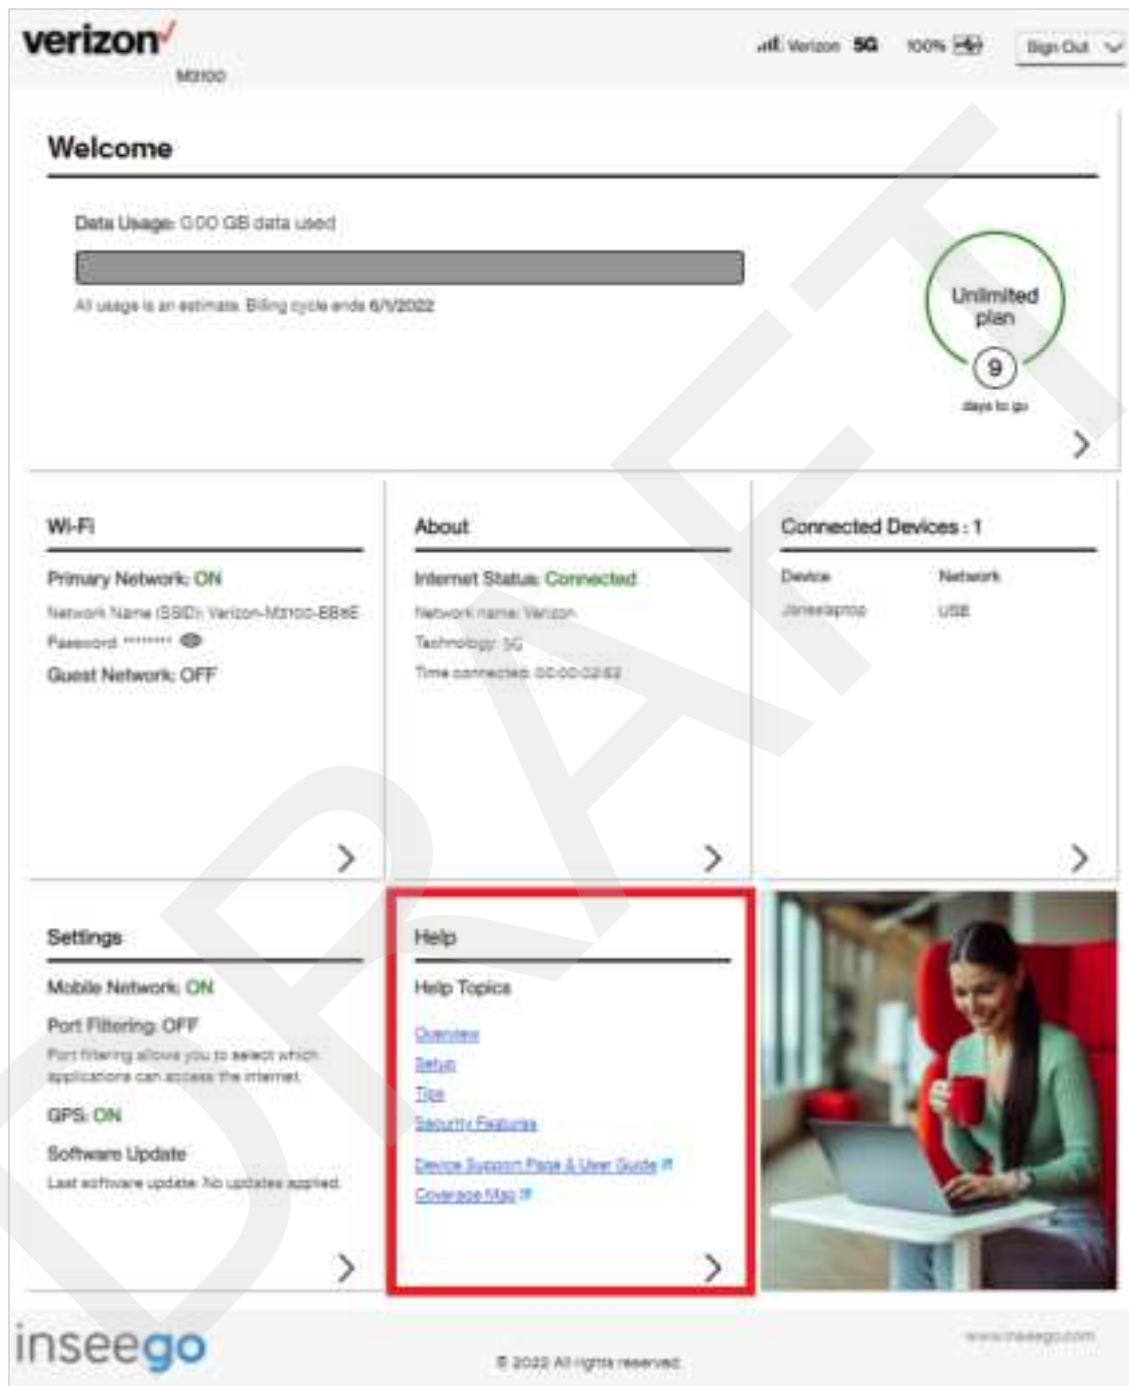 verizon
M3100
Verizon 5G 100% Sign Out
Welcome
Data Usage: 0.00 GB data used
All usage is an estimate. Billing cycle ends 6/1/2022
Unlimited
plan
9
days to go
Wi-Fi
Primary Network: ON
Network Name (SSID): Verizon-M3100-
Password: ********
Guest Network: OFF
About
Internet Status: Connected
Network name: Verizon
Technology: 5G
Time connected:
Connected Devices : 1
Device Network
Janeslaptop USB
Settings
Mobile Network: ON
Port Filtering: OFF
Port filtering allows you to select which
applications can access the internet.
GPS: ON
Software Update
Last software update: No updates applied.
Help
Help Topics
Overview
Setup
Tips
Security Features
Device Support Page & User Guide
Coverage Map
inseego
© 2022 All rights reserved.
www.inseego.com
DRAFT